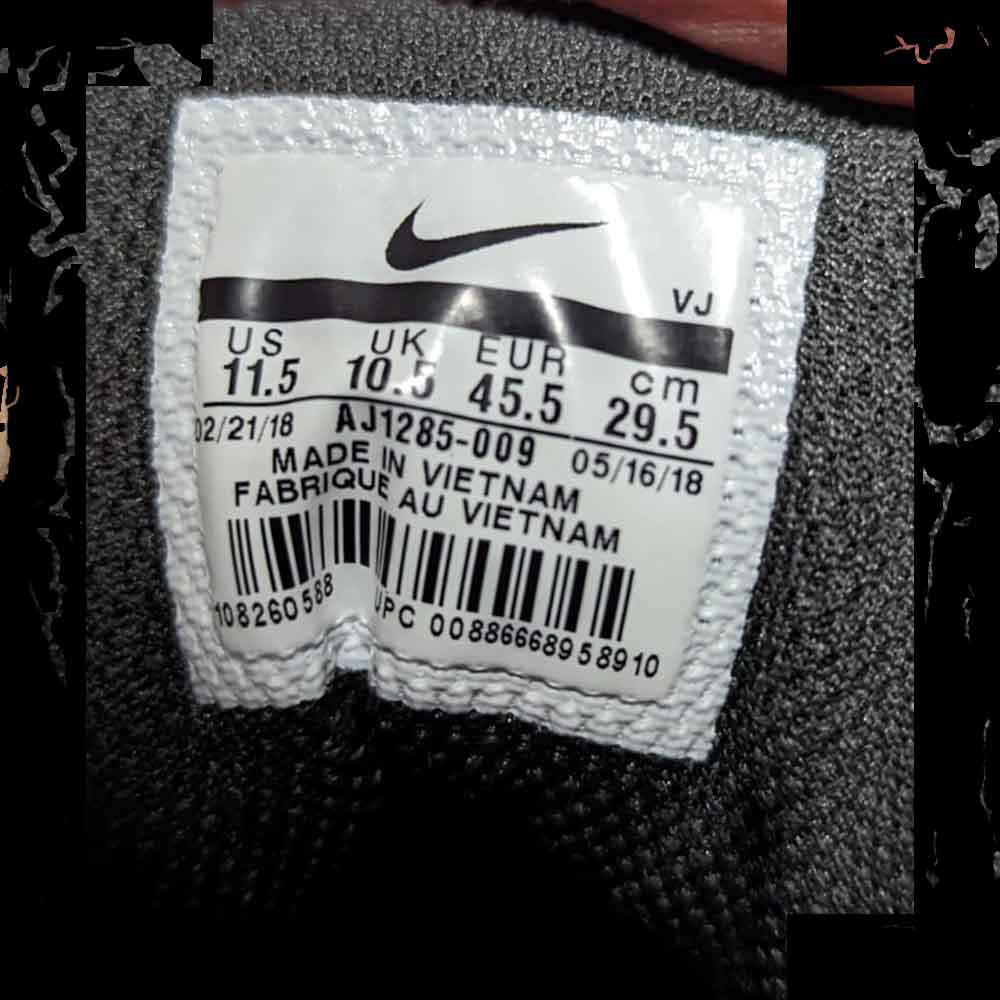 VJ
US UK EUR cm
11.5 10.5 45.5 29.5
02/21/18 AJ1285-009 05/16/18
MADE IN VIETNAM
FABRIQUE AU VIETNAM
108260588 UPC 00886668958910